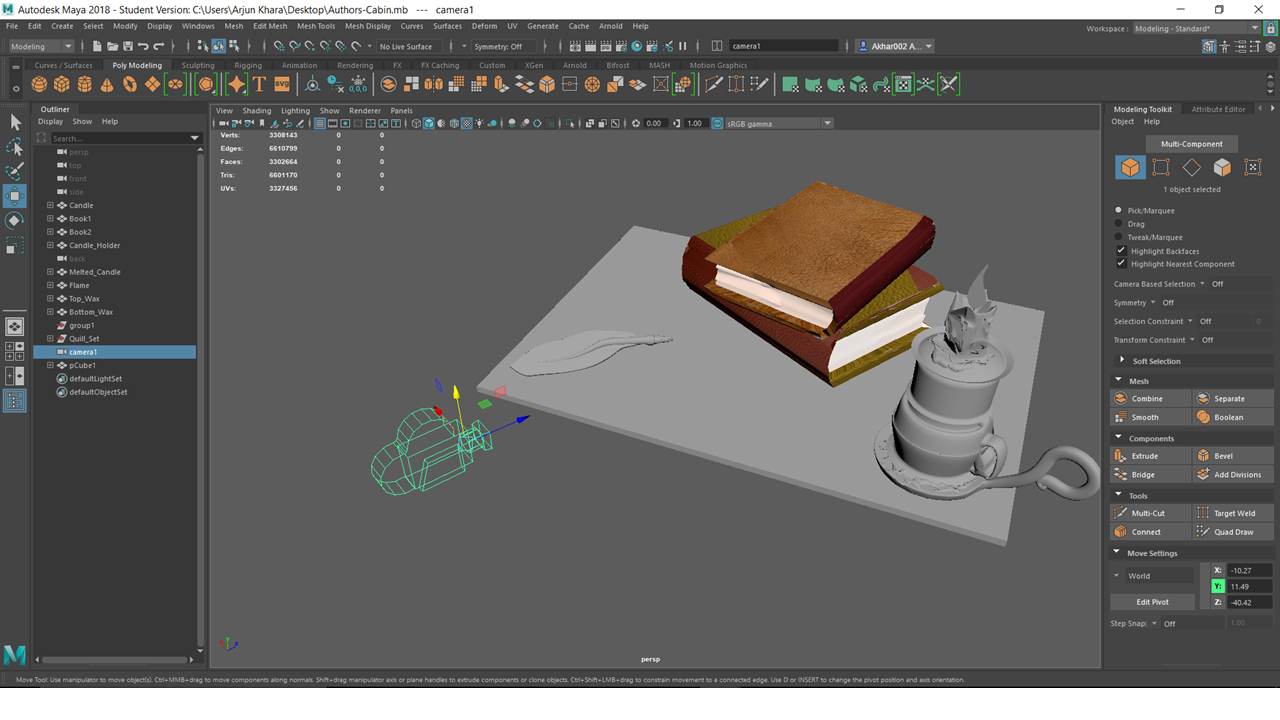 Autodesk Maya 2018 - Student Version: C:\Users\Arjun Khara\Desktop\Authors-Cabin.mb --- camera1
File Edit Create Select Modify Display Windows Mesh Edit Mesh Mesh Tools Mesh Display Curves Surfaces Deform UV Generate Cache Arnold Help
Workspace : Modeling - Standard*
Modeling No Live Surface Symmetry: Off camera1 Akhar002 A...
Curves / Surfaces Poly Modeling Sculpting Rigging Animation Rendering FX FX Caching Custom XGen Arnold Bifrost MASH Motion Graphics
SVG
0,0,0
Outliner
Display Show Help
Search...
persp
top
front
side
Candle
Book1
Book2
Candle_Holder
back
Melted_Candle
Flame
Top_Wax
Bottom_Wax
group1
Quill_Set
camera1
pCube1
defaultLightSet
defaultObjectSet
View Shading Lighting Show Renderer Panels
0.00 1.00 sRGB gamma
Verts: 3308143 0 0
Edges: 6610799 0 0
Faces: 3302664 0 0
Tris: 6601170 0 0
UVs: 3327456 0 0
persp
Modeling Toolkit Attribute Editor
Object Help
Multi-Component
1 object selected
Pick/Marquee
Drag
Tweak/Marquee
Highlight Backfaces
Highlight Nearest Component
Camera Based Selection Off
Symmetry Off
Selection Constraint Off 0
Transform Constraint Off
Soft Selection
Mesh
Combine Separate
Smooth Boolean
Components
Extrude Bevel
Bridge Add Divisions
Tools
Multi-Cut Target Weld
Connect Quad Draw
Move Settings
World
X: -10.27
Y: 11.49
Z: -40.42
Edit Pivot
Step Snap: Off 1.00
Move Tool: Use manipulator to move object(s). Ctrl+MMB+drag to move components along normals. Shift+drag manipulator axis or plane handles to extrude components or clone objects. Ctrl+Shift+LMB+drag to constrain movement to a connected edge. Use D or INSERT to change the pivot position and axis orientation.